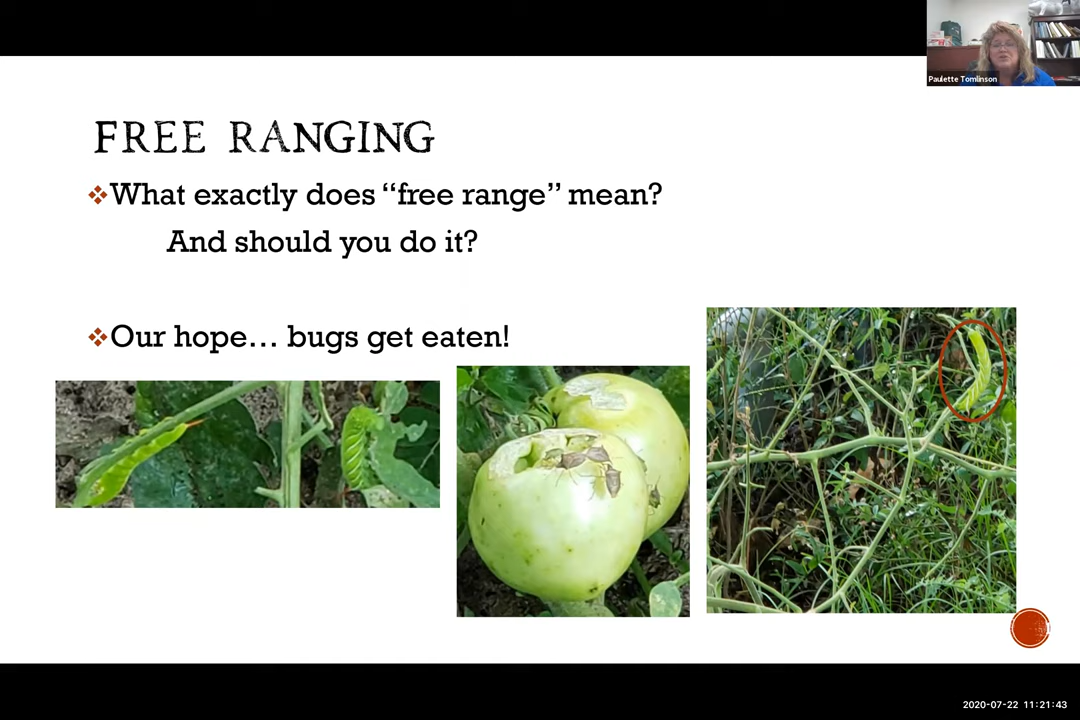 Paulette Tomlinson
FREE RANGING
What exactly does “free range” mean?
And should you do it?
Our hope... bugs get eaten!
2020-07-22 11:21:43